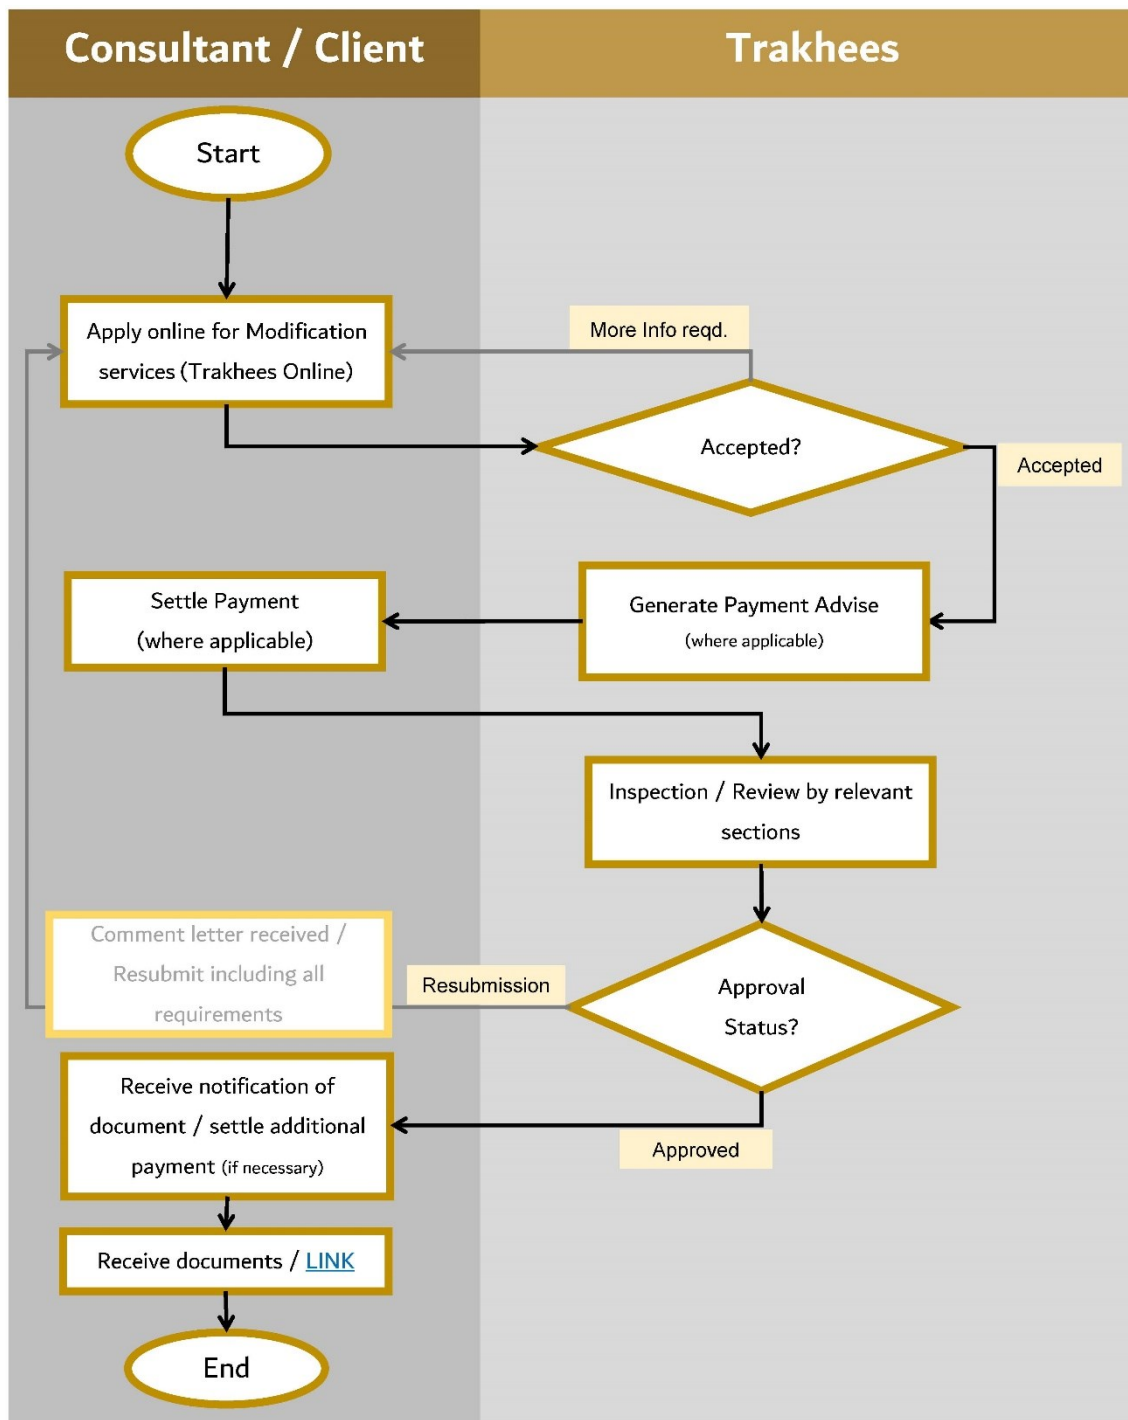 Consultant / Client
Trakhees
Start
Apply online for Modification
services (Trakhees Online)
More Info reqd.
Accepted?
Accepted
Generate Payment Advise
(where applicable)
Settle Payment
(where applicable)
Inspection / Review by relevant
sections
Approval
Status?
Resubmission
Comment letter received /
Resubmit including all
requirements
Approved
Receive notification of
document / settle additional
payment (if necessary)
Receive documents / LINK
End